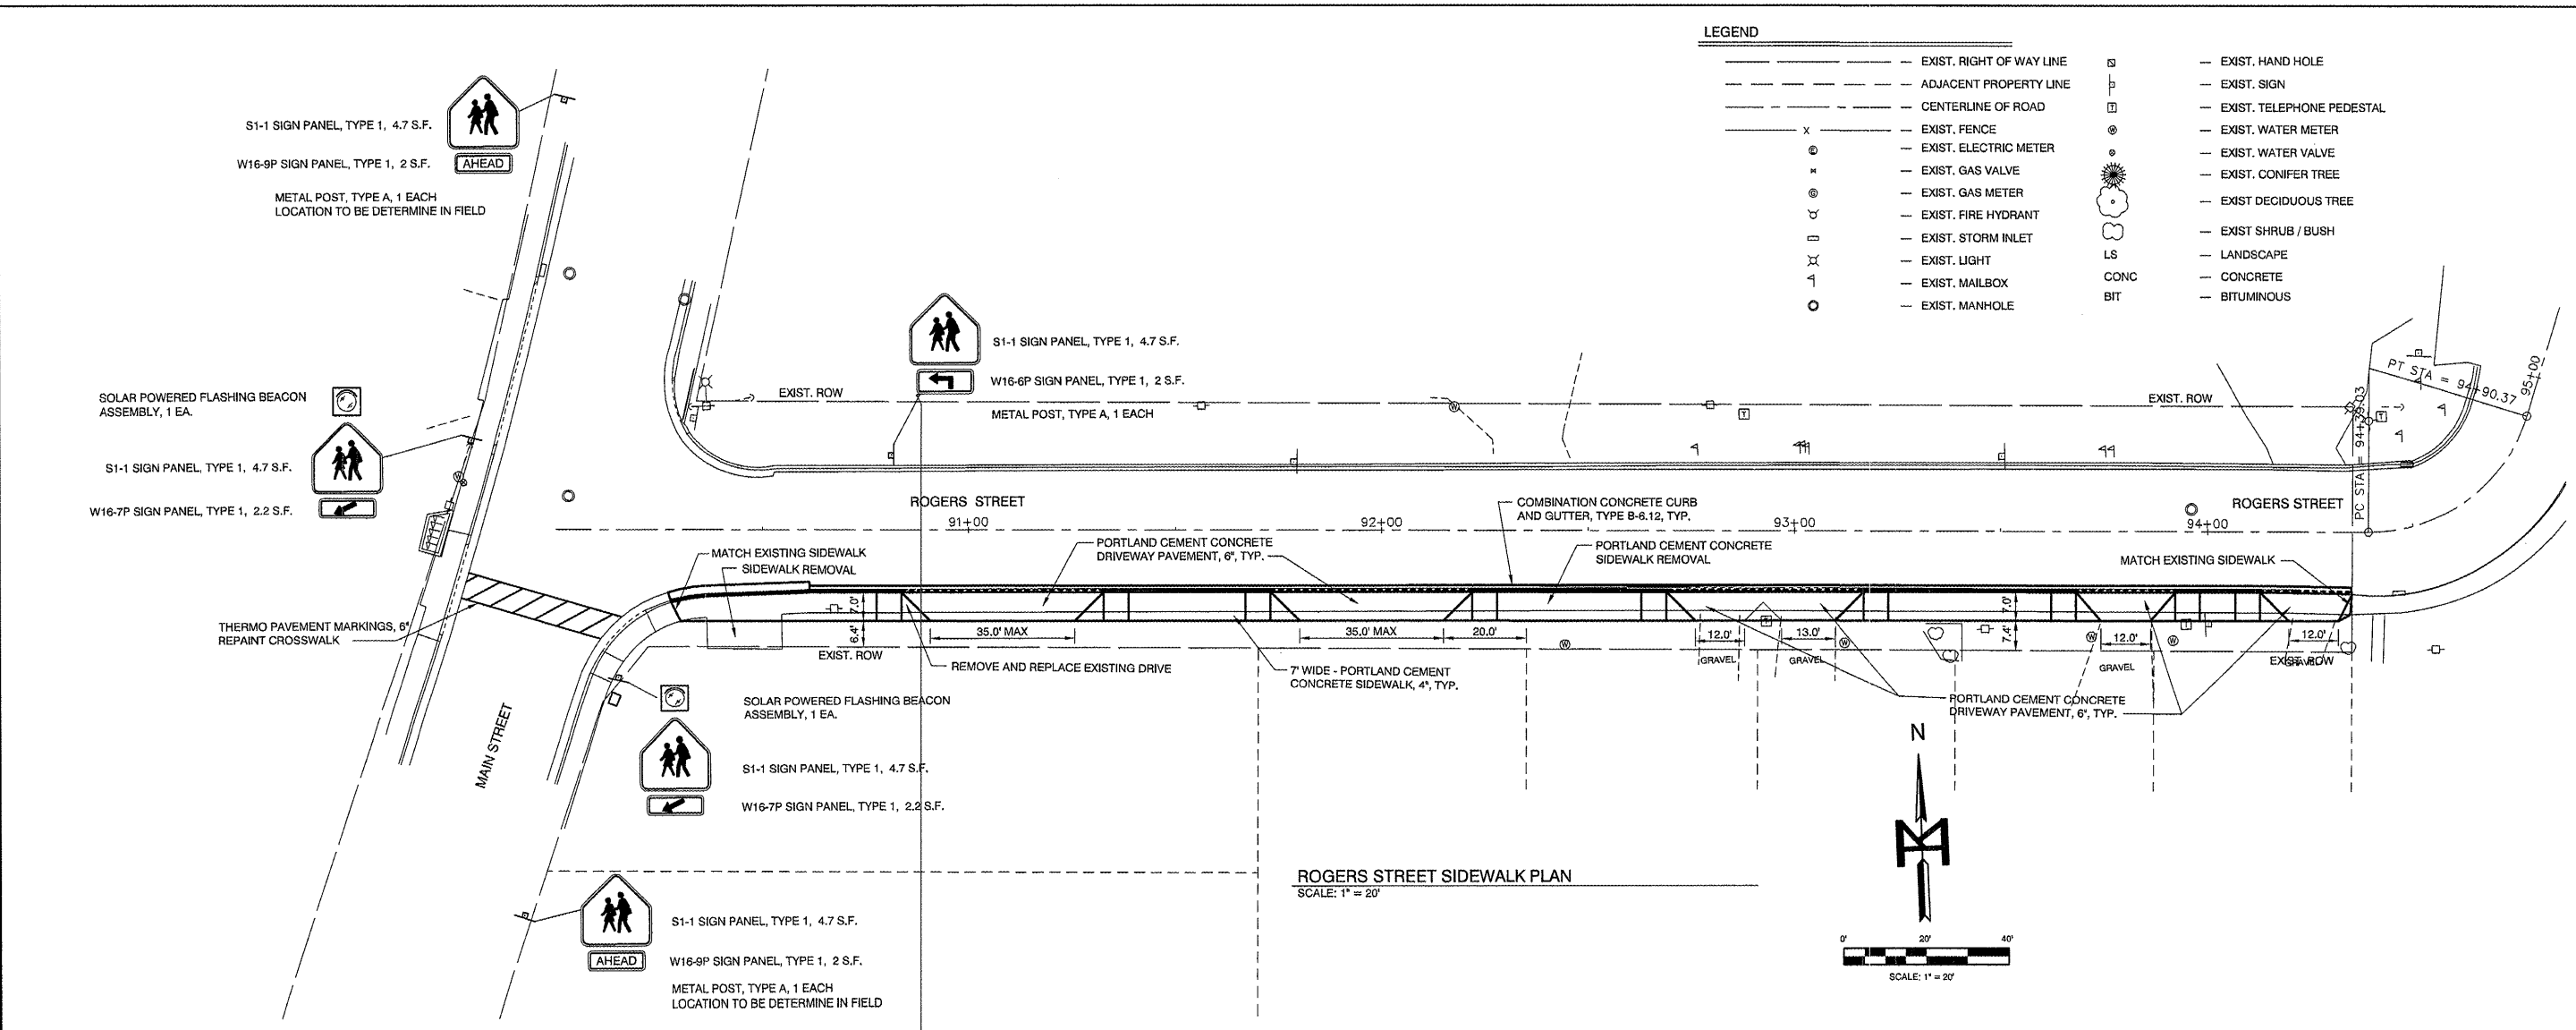 LEGEND
EXIST. RIGHT OF WAY LINE
ADJACENT PROPERTY LINE
CENTERLINE OF ROAD
X
EXIST. FENCE
E
EXIST. ELECTRIC METER
EXIST. GAS VALVE
G
EXIST. GAS METER
EXIST. FIRE HYDRANT
EXIST. STORM INLET
EXIST. LIGHT
EXIST. MAILBOX
EXIST. MANHOLE
EXIST. HAND HOLE
EXIST. SIGN
T
EXIST. TELEPHONE PEDESTAL
W
EXIST. WATER METER
EXIST. WATER VALVE
EXIST. CONIFER TREE
EXIST DECIDUOUS TREE
EXIST SHRUB / BUSH
LS
LANDSCAPE
CONC
CONCRETE
BIT
BITUMINOUS
S1-1 SIGN PANEL, TYPE 1, 4.7 S.F.
W16-9P SIGN PANEL, TYPE 1, 2 S.F.
AHEAD
METAL POST, TYPE A, 1 EACH
LOCATION TO BE DETERMINE IN FIELD
S1-1 SIGN PANEL, TYPE 1, 4.7 S.F.
W16-6P SIGN PANEL, TYPE 1, 2 S.F.
METAL POST, TYPE A, 1 EACH
EXIST. ROW
SOLAR POWERED FLASHING BEACON
ASSEMBLY, 1 EA.
S1-1 SIGN PANEL, TYPE 1, 4.7 S.F.
W16-7P SIGN PANEL, TYPE 1, 2.2 S.F.
W
W
T
EXIST. ROW
T
PT STA = 94+90.37
95+00
PC STA = 94+39.03
ROGERS STREET
COMBINATION CONCRETE CURB
AND GUTTER, TYPE B-6.12, TYP.
ROGERS STREET
91+00
92+00
93+00
94+00
MATCH EXISTING SIDEWALK
SIDEWALK REMOVAL
PORTLAND CEMENT CONCRETE
DRIVEWAY PAVEMENT, 6", TYP.
PORTLAND CEMENT CONCRETE
SIDEWALK REMOVAL
MATCH EXISTING SIDEWALK
7.0'
6.4'
7.0'
7.4'
THERMO PAVEMENT MARKINGS, 6"
REPAINT CROSSWALK
35.0' MAX
35.0' MAX
20.0'
12.0'
13.0'
12.0'
12.0'
T
W
W
W
W
T
EXIST. ROW
GRAVEL
GRAVEL
GRAVEL
GRAVEL
EXIST. ROW
REMOVE AND REPLACE EXISTING DRIVE
7' WIDE - PORTLAND CEMENT
CONCRETE SIDEWALK, 4", TYP.
PORTLAND CEMENT CONCRETE
DRIVEWAY PAVEMENT, 6", TYP.
MAIN STREET
SOLAR POWERED FLASHING BEACON
ASSEMBLY, 1 EA.
S1-1 SIGN PANEL, TYPE 1, 4.7 S.F.
W16-7P SIGN PANEL, TYPE 1, 2.2 S.F.
N
ROGERS STREET SIDEWALK PLAN
SCALE: 1" = 20'
S1-1 SIGN PANEL, TYPE 1, 4.7 S.F.
AHEAD
W16-9P SIGN PANEL, TYPE 1, 2 S.F.
METAL POST, TYPE A, 1 EACH
LOCATION TO BE DETERMINE IN FIELD
0'
20'
40'
SCALE: 1" = 20'